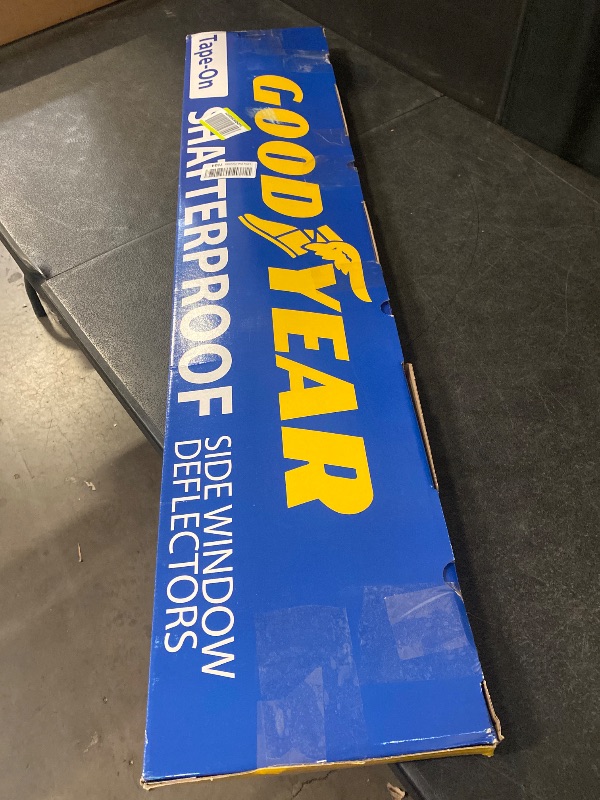 GOODYEAR
Tape-On
SHATTERPROOF
SIDE WINDOW
DEFLECTORS